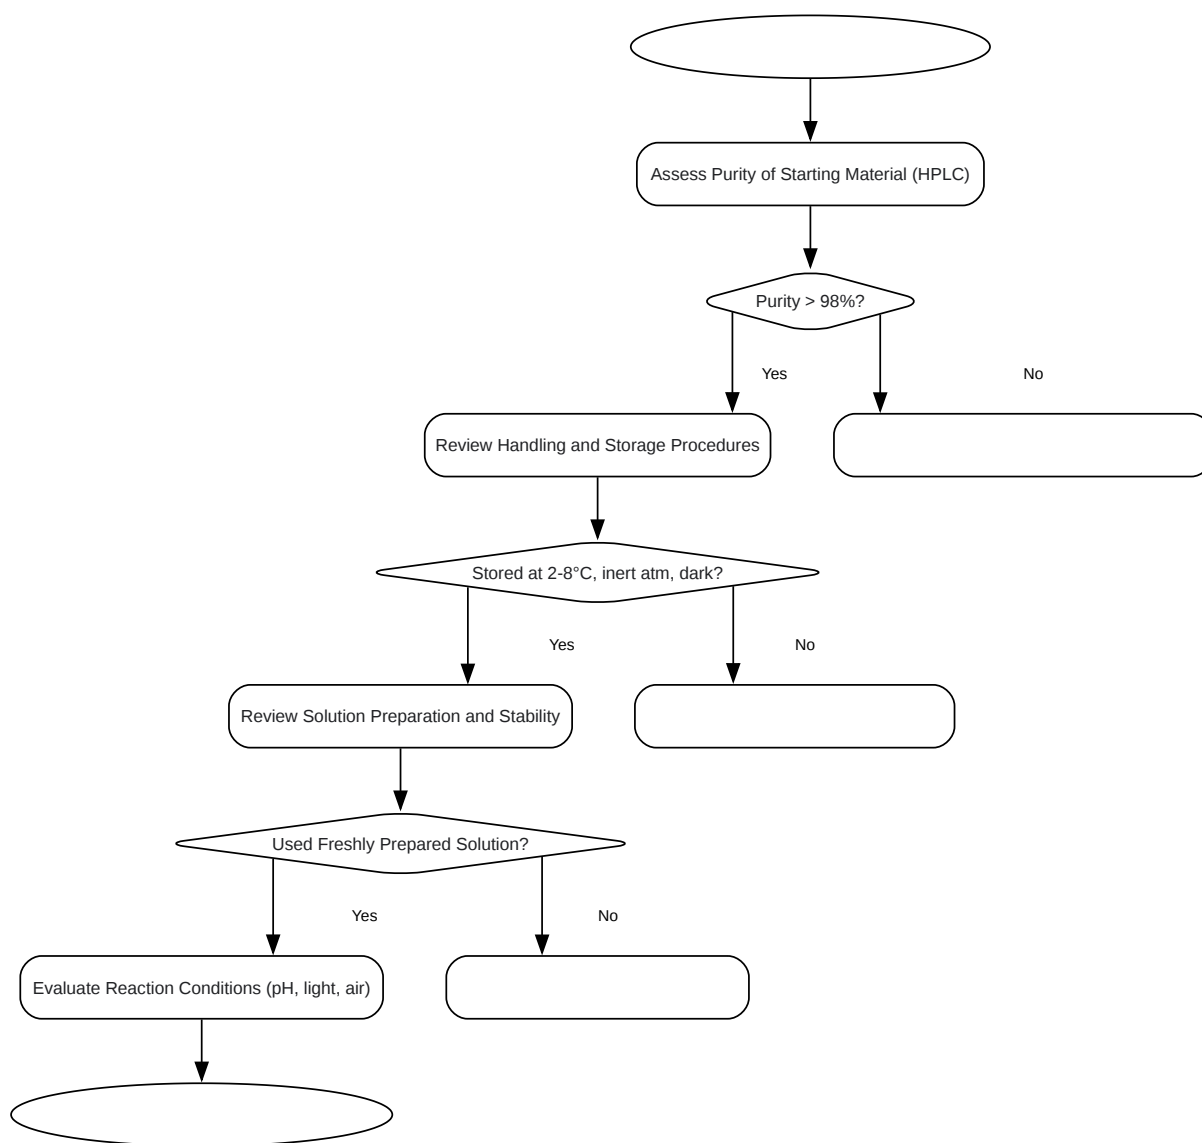 Assess Purity of Starting Material (HPLC)
Purity > 98%?
Yes
No
Review Handling and Storage Procedures
Stored at 2-8°C, inert atm, dark?
Yes
No
Review Solution Preparation and Stability
Used Freshly Prepared Solution?
Yes
No
Evaluate Reaction Conditions (pH, light, air)